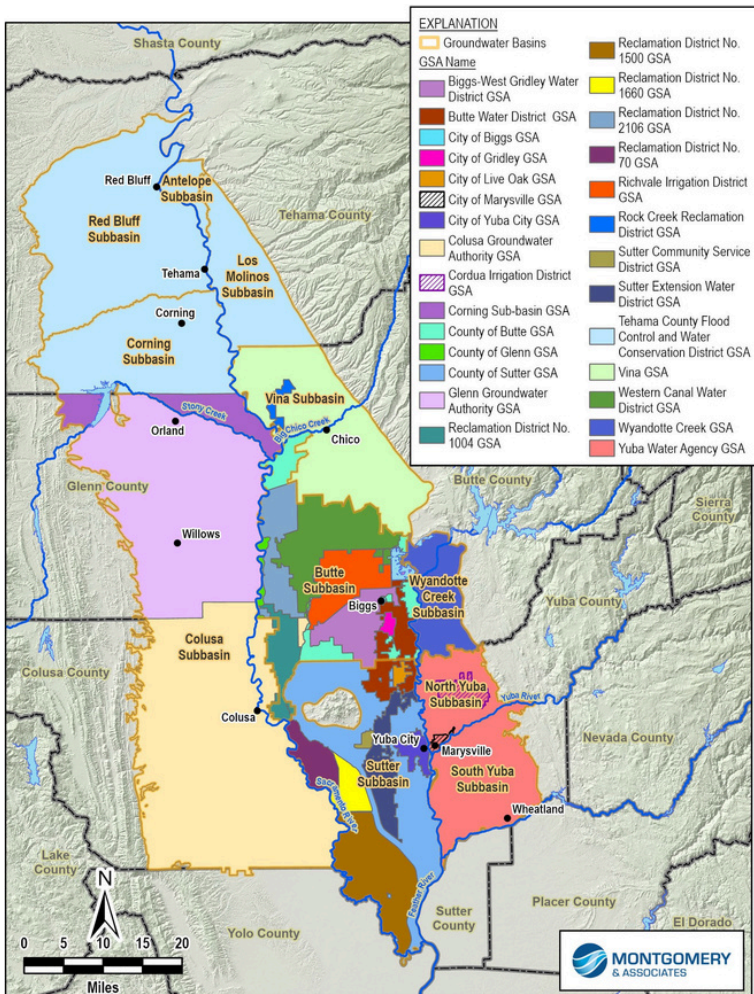 EXPLANATION
Groundwater Basins
GSA Name
Biggs-West Gridley Water
District GSA
Butte Water District GSA
City of Biggs GSA
City of Gridley GSA
City of Live Oak GSA
City of Marysville GSA
City of Yuba City GSA
Colusa Groundwater
Authority GSA
Cordua Irrigation District
GSA
Corning Sub-basin GSA
County of Butte GSA
County of Glenn GSA
County of Sutter GSA
Glenn Groundwater
Authority GSA
Reclamation District No.
1004 GSA
Reclamation District No.
1500 GSA
Reclamation District No.
1660 GSA
Reclamation District No.
2106 GSA
Reclamation District No.
70 GSA
Richvale Irrigation District
GSA
Rock Creek Reclamation
District GSA
Sutter Community Service
District GSA
Sutter Extension Water
District GSA
Tehama County Flood
Control and Water
Conservation District GSA
Vina GSA
Western Canal Water
District GSA
Wyandotte Creek GSA
Yuba Water Agency GSA
Shasta County
Red Bluff
Antelope
Subbasin
Red Bluff
Subbasin
Tehama County
Los
Molinos
Subbasin
Tehama
Corning
Corning
Subbasin
Vina Subbasin
Stony Creek
Big Chico Creek
Orland
Chico
Glenn County
Butte County
Sierra
County
Willows
Butte
Subbasin
Biggs
Wyandotte
Creek
Subbasin
Yuba County
Colusa
Subbasin
Colusa County
North Yuba
Subbasin
Yuba River
Colusa
Nevada County
Yuba City
Marysville
Sutter
Subbasin
South Yuba
Subbasin
Sacramento River
Wheatland
Lake
County
Feather River
Placer County
Sutter
County
El Dorado
Yolo County
N
0 5 10 15 20
Miles
MONTGOMERY
& ASSOCIATES